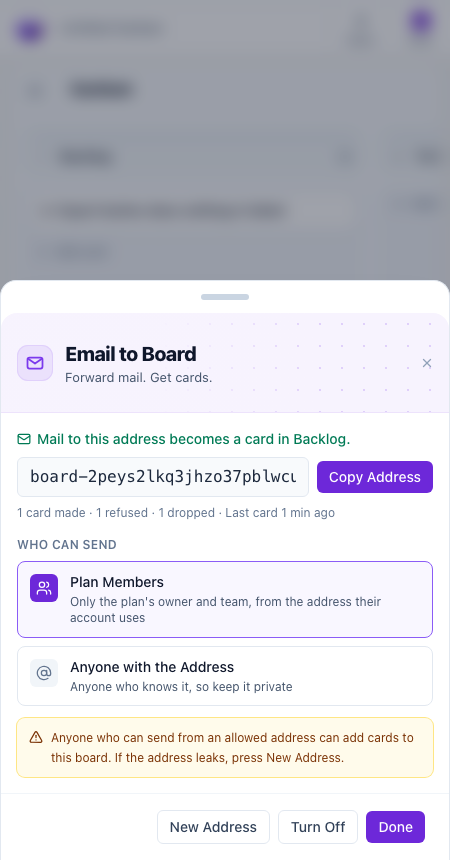 Email to Board
Forward mail. Get cards.
Mail to this address becomes a card in Backlog.
board-2peys2lkq3jhzo37pblwcu
Copy Address
1 card made · 1 refused · 1 dropped · Last card 1 min ago
WHO CAN SEND
Plan Members
Only the plan's owner and team, from the address their
account uses
Anyone with the Address
Anyone who knows it, so keep it private
Anyone who can send from an allowed address can add cards to
this board. If the address leaks, press New Address.
New Address
Turn Off
Done